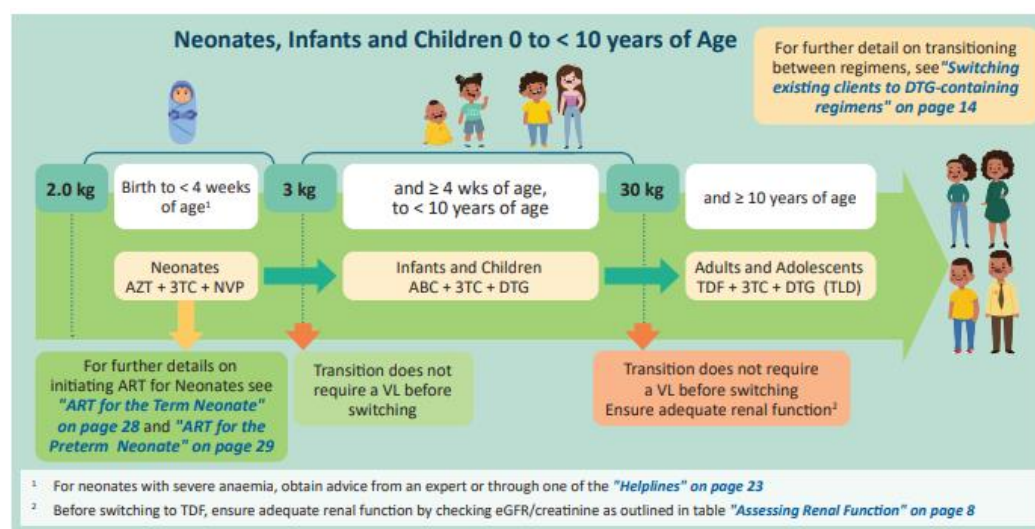 Neonates, Infants and Children 0 to < 10 years of Age
For further detail on transitioning
between regimens, see "Switching
existing clients to DTG-containing
regimens" on page 14
2.0 kg
Birth to < 4 weeks
of age¹
3 kg
and ≥ 4 wks of age,
to < 10 years of age
30 kg
and ≥ 10 years of age
Neonates
AZT + 3TC + NVP
Infants and Children
ABC + 3TC + DTG
Adults and Adolescents
TDF + 3TC + DTG (TLD)
For further details on
initiating ART for Neonates see
"ART for the Term Neonate"
on page 28 and "ART for the
Preterm Neonate" on page 29
Transition does not
require a VL before
switching
Transition does not require
a VL before switching
Ensure adequate renal function²
¹ For neonates with severe anaemia, obtain advice from an expert or through one of the "Helplines" on page 23
² Before switching to TDF, ensure adequate renal function by checking eGFR/creatinine as outlined in table "Assessing Renal Function" on page 8